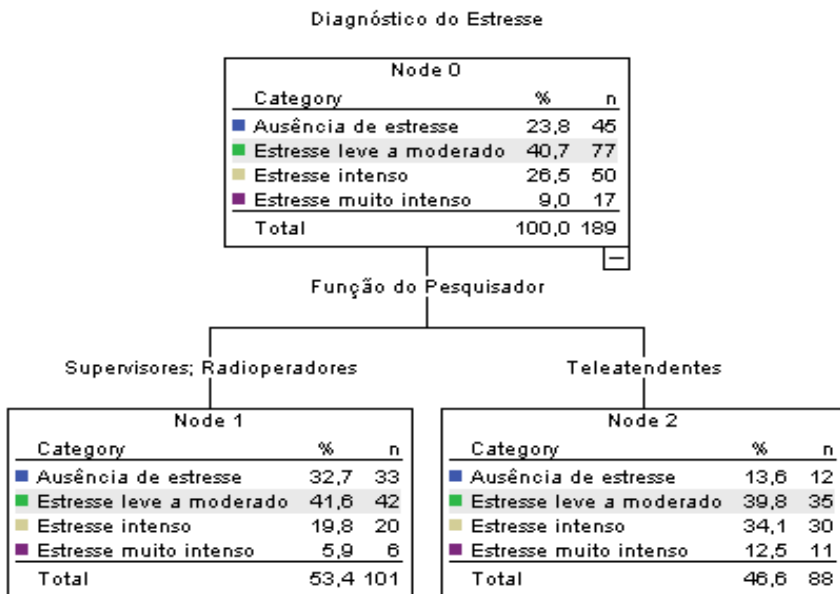 Diagnóstico do Estresse
Node 0
Category % n
Ausência de estresse 23,8 45
Estresse leve a moderado 40,7 77
Estresse intenso 26,5 50
Estresse muito intenso 9,0 17
Total 100,0 189
Função do Pesquisador
Supervisores; Radioperadores
Teleatendentes
Node 1
Category % n
Ausência de estresse 32,7 33
Estresse leve a moderado 41,6 42
Estresse intenso 19,8 20
Estresse muito intenso 5,9 6
Total 53,4 101
Node 2
Category % n
Ausência de estresse 13,6 12
Estresse leve a moderado 39,8 35
Estresse intenso 34,1 30
Estresse muito intenso 12,5 11
Total 46,6 88